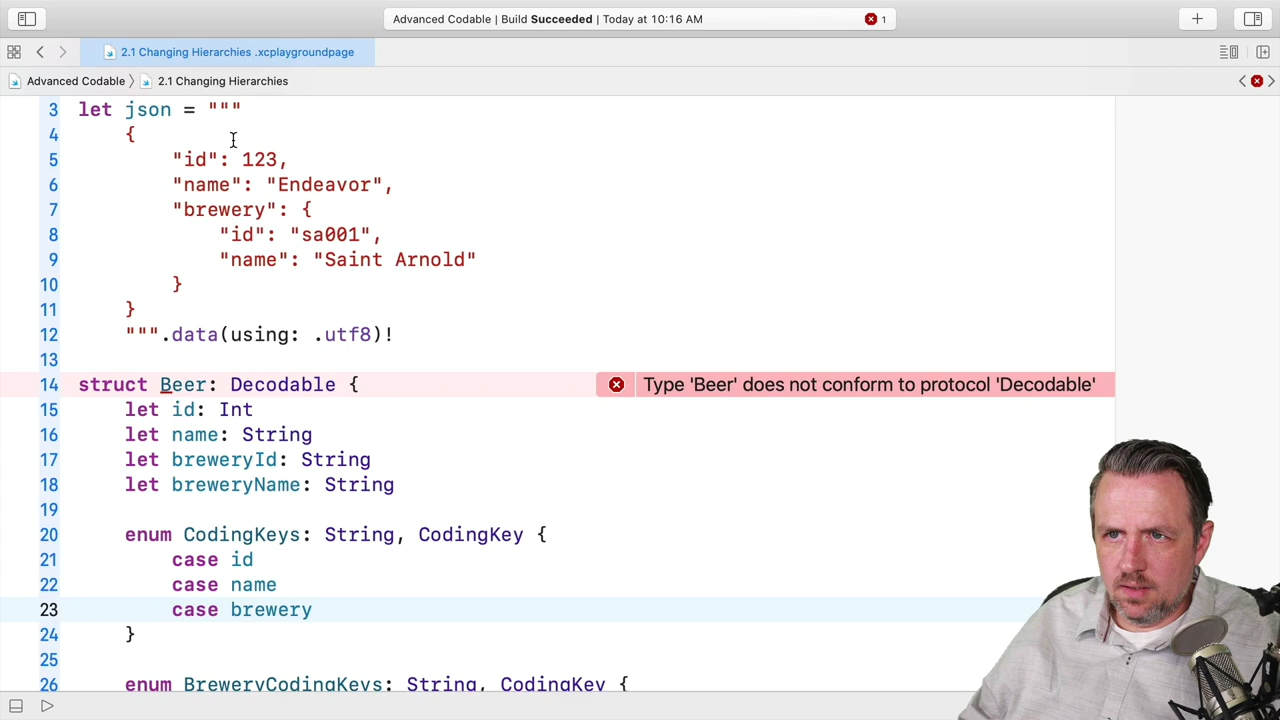 Advanced Codable | Build Succeeded | Today at 10:16 AM
1
2.1 Changing Hierarchies .xcplaygroundpage
Advanced Codable 〉 2.1 Changing Hierarchies
3 let json = """
4 {
5 "id": 123,
6 "name": "Endeavor",
7 "brewery": {
8 "id": "sa001",
9 "name": "Saint Arnold"
10 }
11 }
12 """.data(using: .utf8)!
13
14 struct Beer: Decodable { Type 'Beer' does not conform to protocol 'Decodable'
15 let id: Int
16 let name: String
17 let breweryId: String
18 let breweryName: String
19
20 enum CodingKeys: String, CodingKey {
21 case id
22 case name
23 case brewery
24 }
25
26 enum BreweryCodingKeys: String, CodingKey {